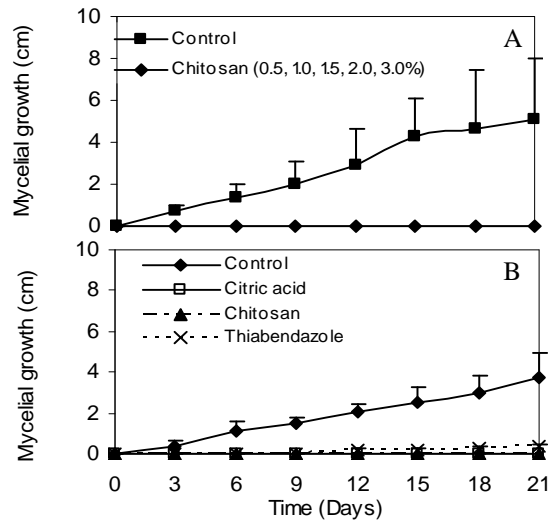 10
8
6
4
2
0
Mycelial growth (cm)
A
Control
Chitosan (0.5, 1.0, 1.5, 2.0, 3.0%)
10
8
6
4
2
0
Mycelial growth (cm)
B
Control
Citric acid
Chitosan
Thiabendazole
0 3 6 9 12 15 18 21
Time (Days)